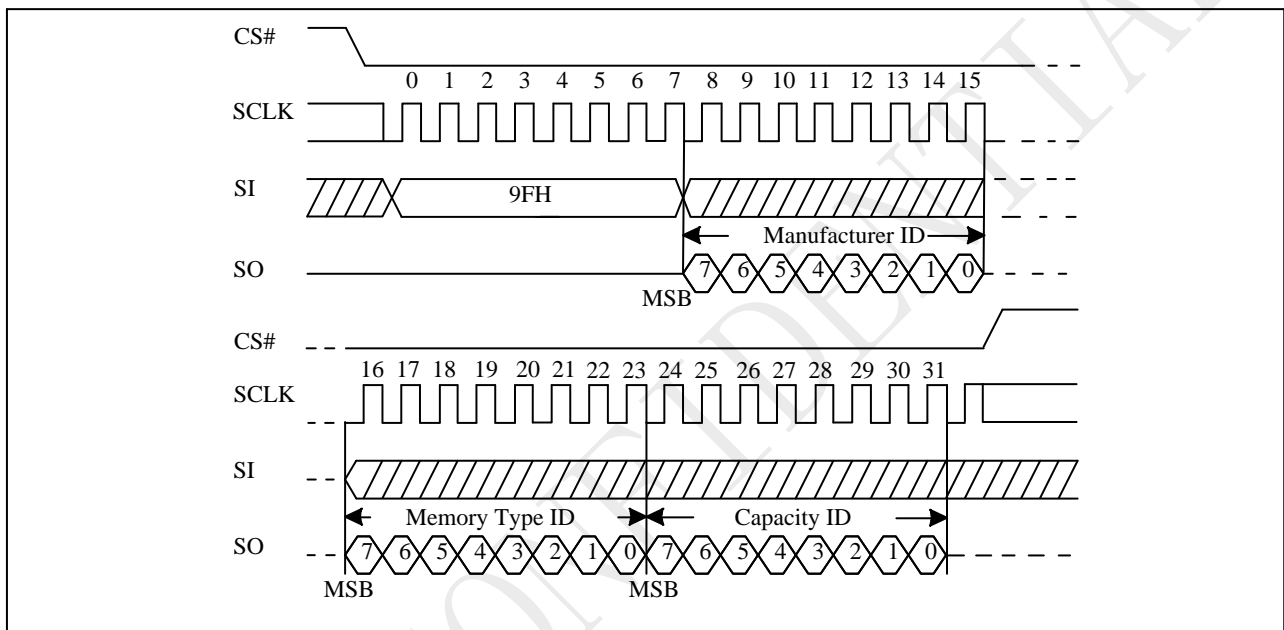 CS#
0 1 2 3 4 5 6 7 8 9 10 11 12 13 14 15
SCLK
SI
9FH
Manufacturer ID
SO
7 6 5 4 3 2 1 0
MSB
CS#
16 17 18 19 20 21 22 23 24 25 26 27 28 29 30 31
SCLK
SI
Memory Type ID Capacity ID
SO
7 6 5 4 3 2 1 0 7 6 5 4 3 2 1 0
MSB MSB